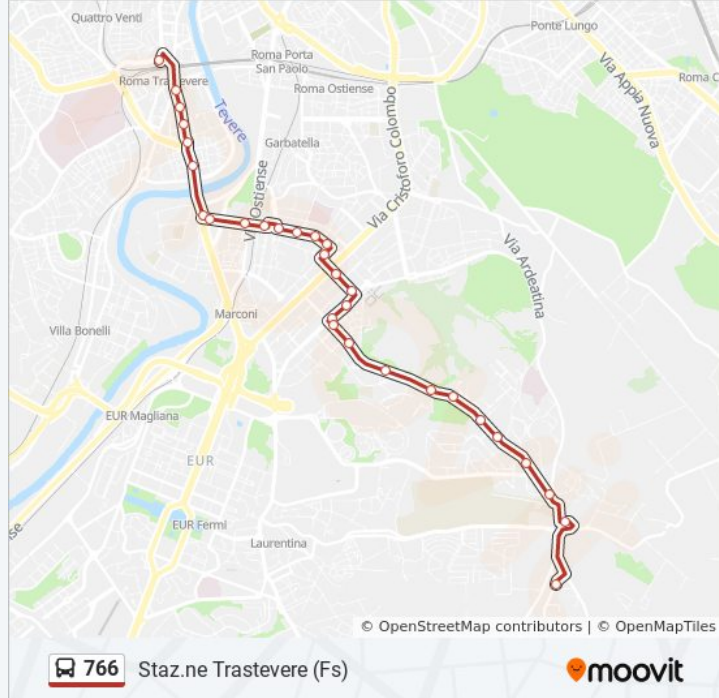 Quattro Venti
Ponte Lungo
Roma Porta
San Paolo
Roma Trastevere
Roma Ostiense
Via Appia Nuova
Roma C
Tevere
Via Cristoforo Colombo
Garbatella
Via Ostiense
Via Ardeatina
Marconi
Villa Bonelli
EUR Magliana
EUR
EUR Fermi
Laurentina
se
© OpenStreetMap contributors | © OpenMapTiles
766 Staz.ne Trastevere (Fs)
moovit